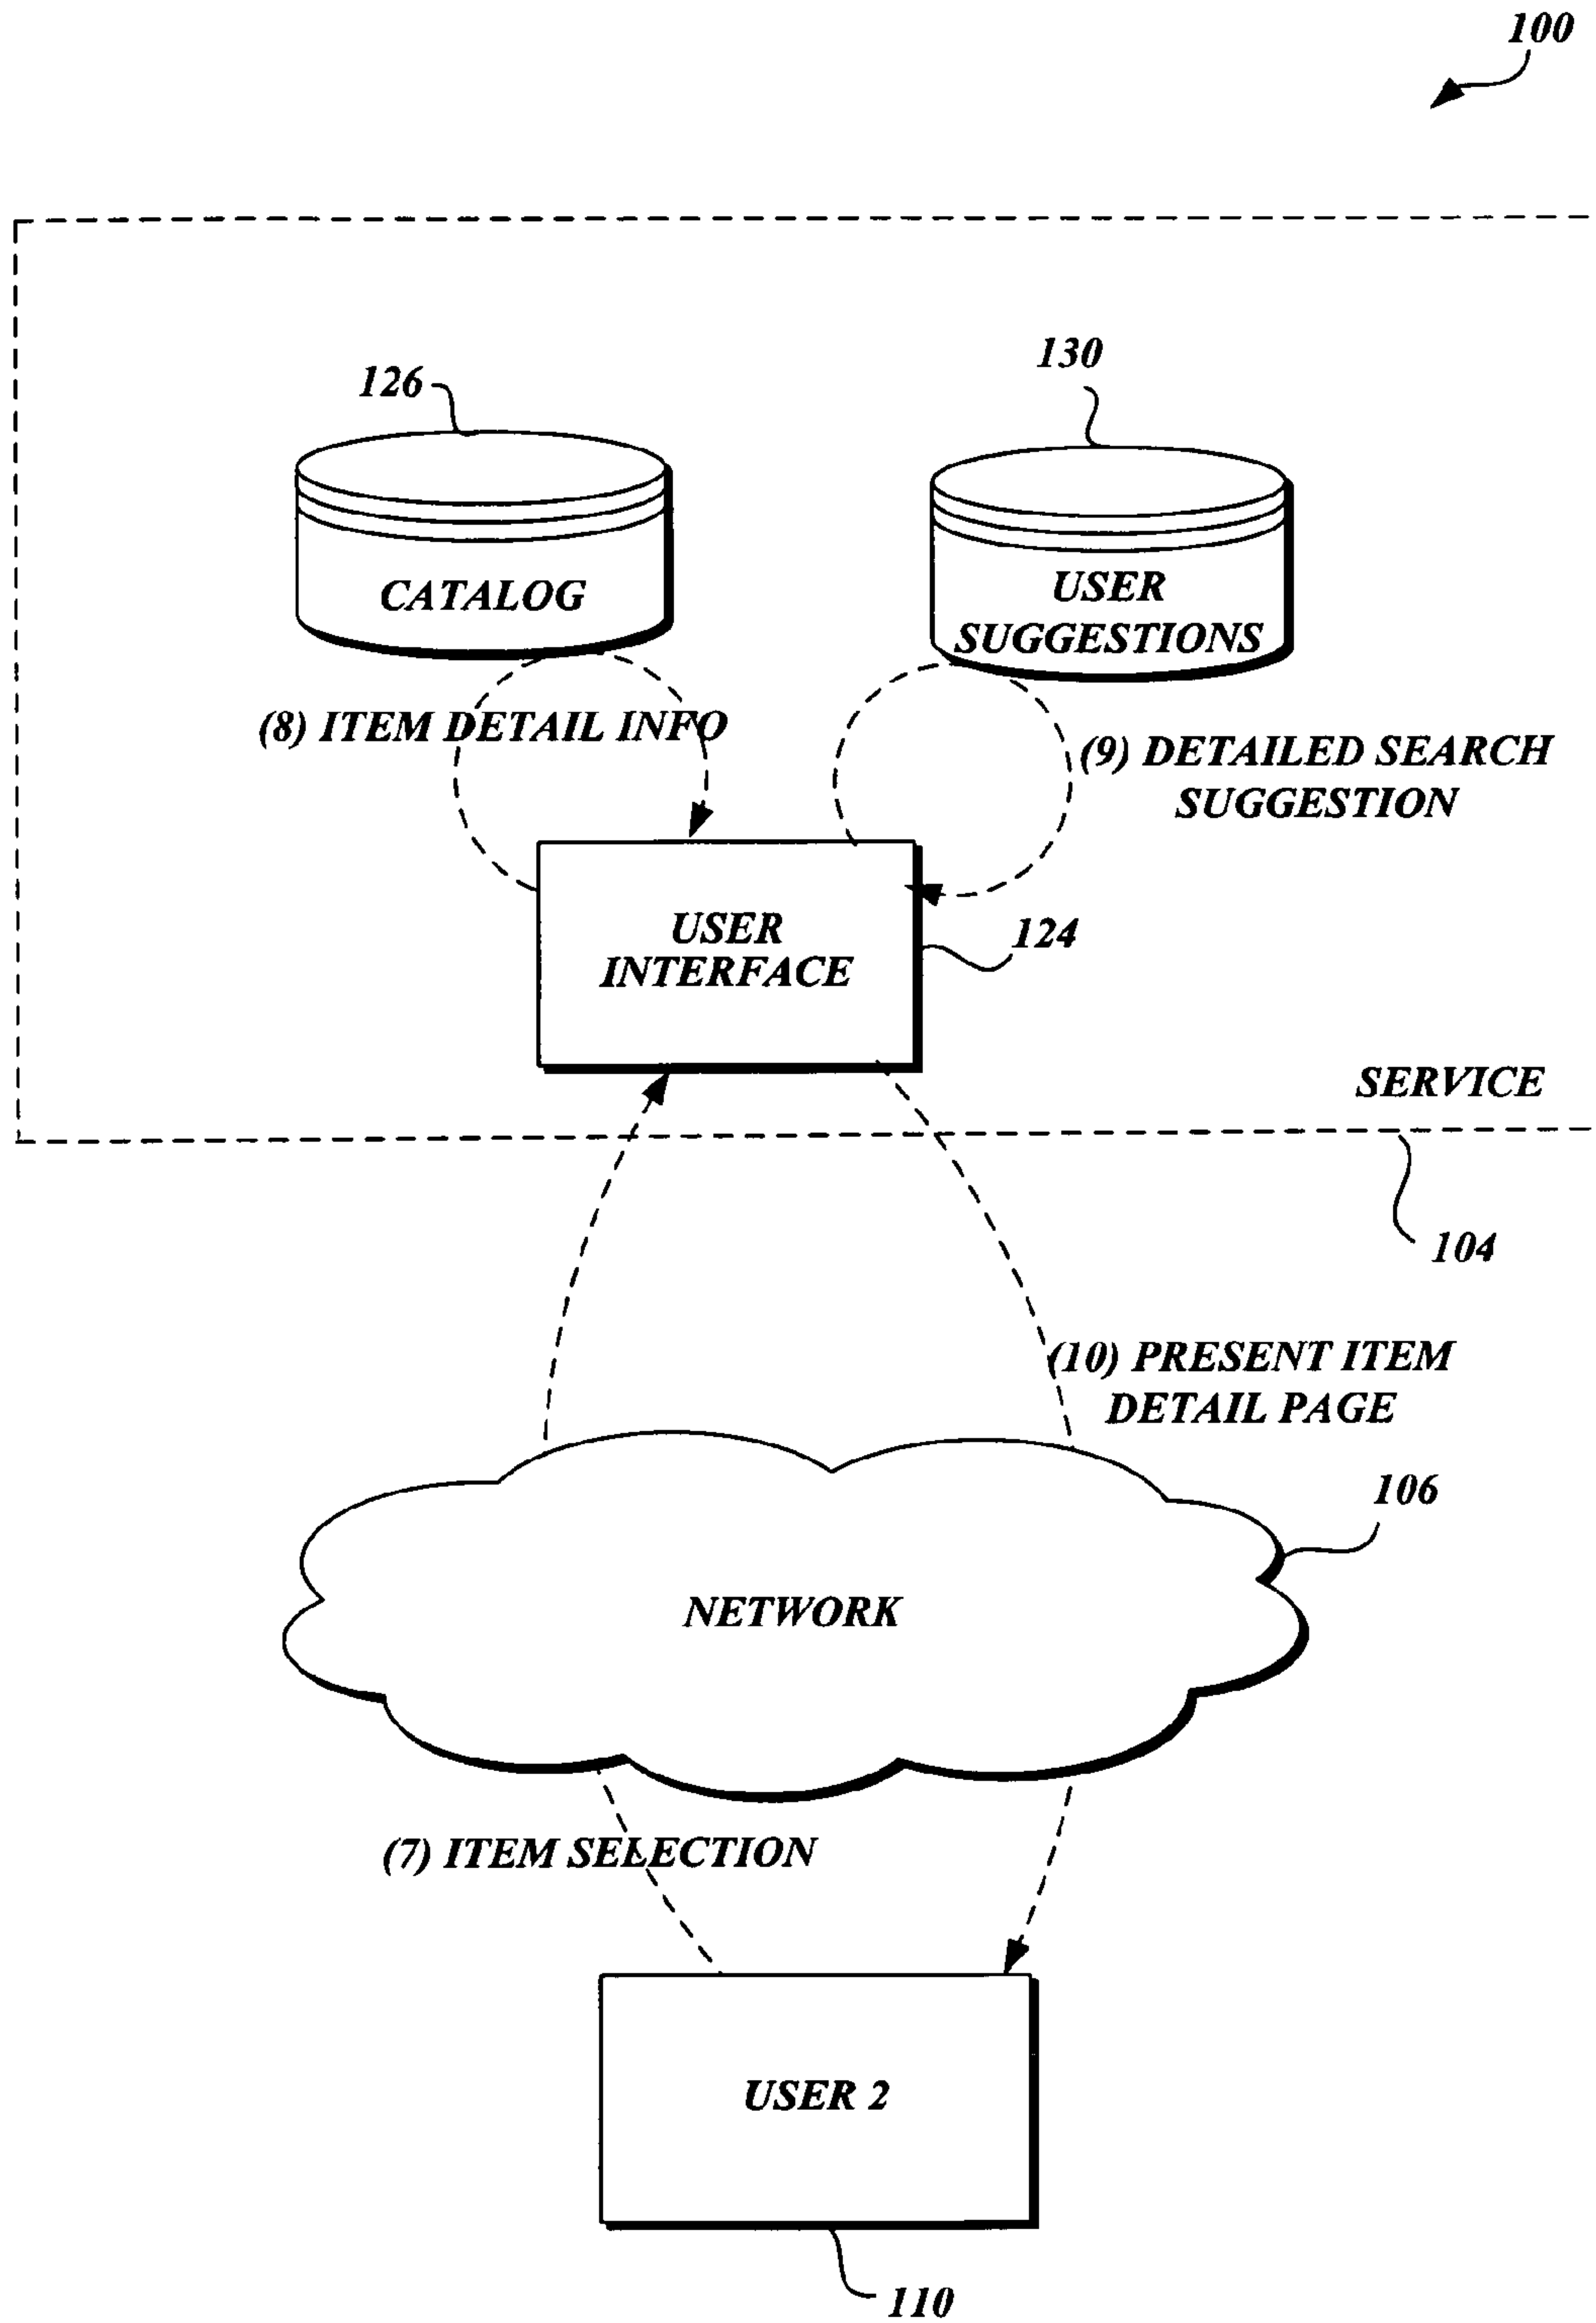 100
126
130
CATALOG
USER
SUGGESTIONS
(8) ITEM DETAIL INFO
(9) DETAILED SEARCH
SUGGESTION
USER
INTERFACE
124
SERVICE
104
(10) PRESENT ITEM
DETAIL PAGE
106
NETWORK
(7) ITEM SELECTION
USER 2
110